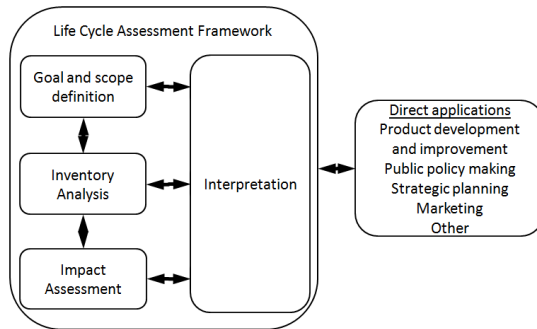 Life Cycle Assessment Framework
Goal and scope
definition
Inventory
Analysis
Impact
Assessment
Interpretation
Direct applications
Product development
and improvement
Public policy making
Strategic planning
Marketing
Other